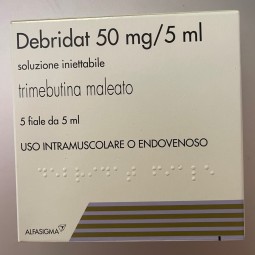 Debridat 50 mg/5 ml
soluzione iniettabile
trimebutina maleato
5 fiale da 5 ml
USO INTRAMUSCOLARE O ENDOVENOSO
ALFASIGMA